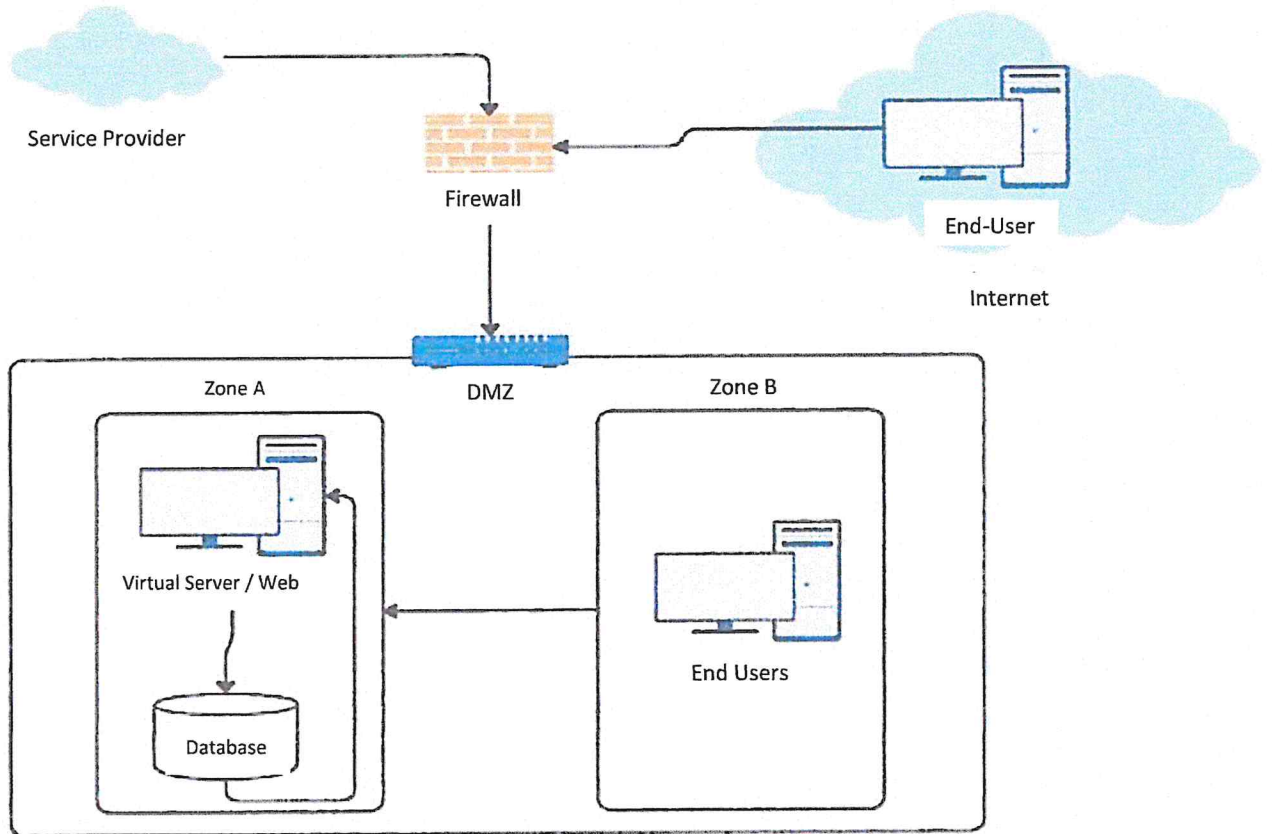 Service Provider
Firewall
End-User
Internet
Zone A
DMZ
Zone B
Virtual Server / Web
End Users
Database